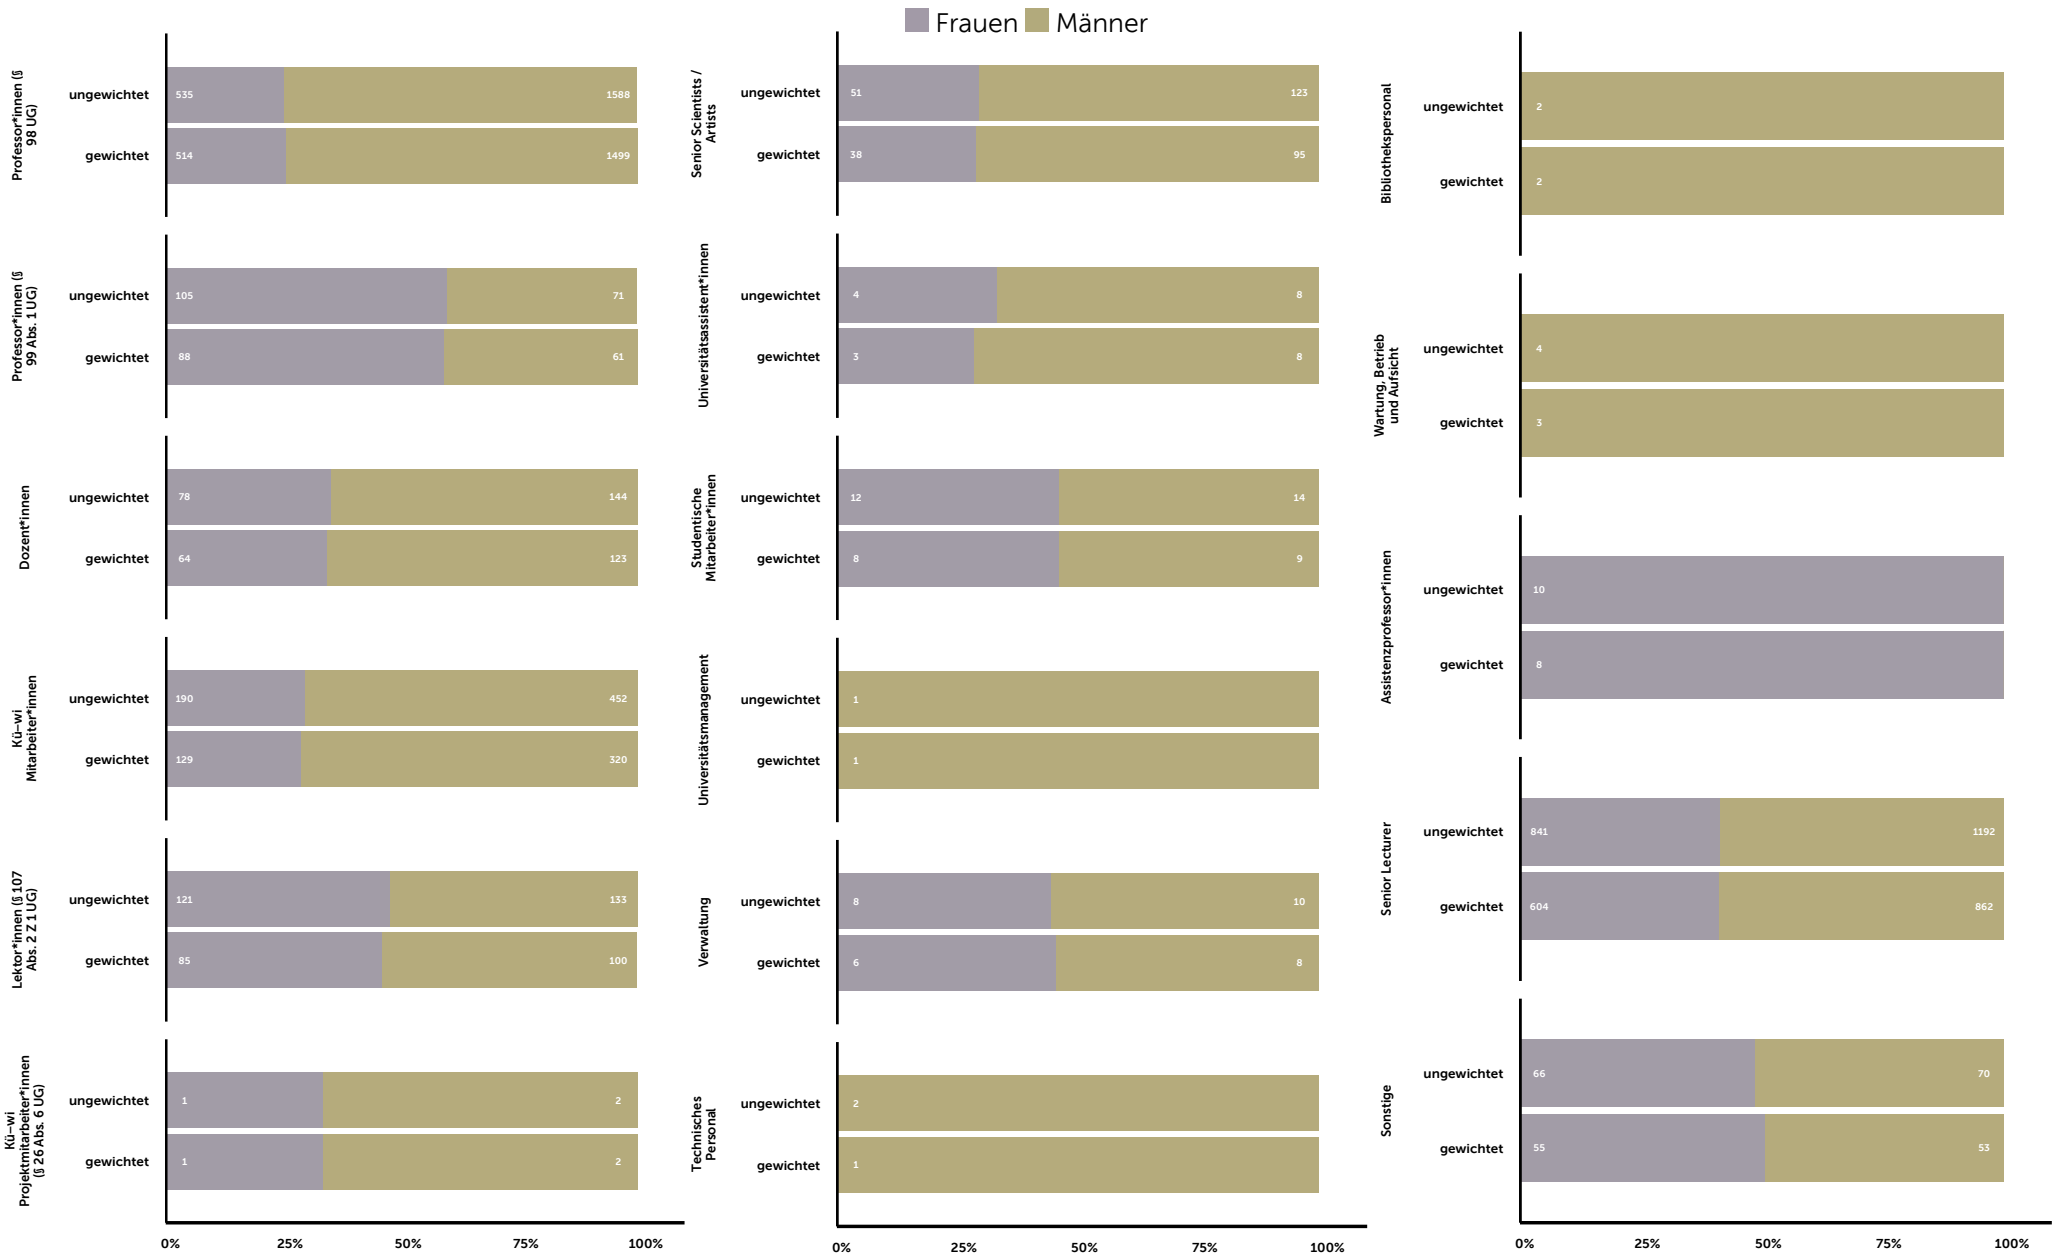 Frauen Männer
Professor*innen (§
98 UG)
ungewichtet 535 1588
gewichtet 514 1499
Professor*innen (§
99 Abs. 1 UG)
ungewichtet 105 71
gewichtet 88 61
Dozent*innen
ungewichtet 78 144
gewichtet 64 123
Kü–wi
Mitarbeiter*innen
ungewichtet 190 452
gewichtet 129 320
Lektor*innen (§ 107
Abs. 2 Z 1 UG)
ungewichtet 121 133
gewichtet 85 100
Kü–wi
Projektmitarbeiter*innen
(§ 26 Abs. 6 UG)
ungewichtet 1 2
gewichtet 1 2
0% 25% 50% 75% 100%
Senior Scientists /
Artists
ungewichtet 51 123
gewichtet 38 95
Universitätsassistent*innen
ungewichtet 4 8
gewichtet 3 8
Studentische
Mitarbeiter*innen
ungewichtet 12 14
gewichtet 8 9
Universitätsmanagement
ungewichtet 1
gewichtet 1
Verwaltung
ungewichtet 8 10
gewichtet 6 8
Technisches
Personal
ungewichtet 2
gewichtet 1
0% 25% 50% 75% 100%
Bibliothekspersonal
ungewichtet 2
gewichtet 2
Wartung, Betrieb
und Aufsicht
ungewichtet 4
gewichtet 3
Assistenzprofessor*innen
ungewichtet 10
gewichtet 8
Senior Lecturer
ungewichtet 841 1192
gewichtet 604 862
Sonstige
ungewichtet 66 70
gewichtet 55 53
0% 25% 50% 75% 100%